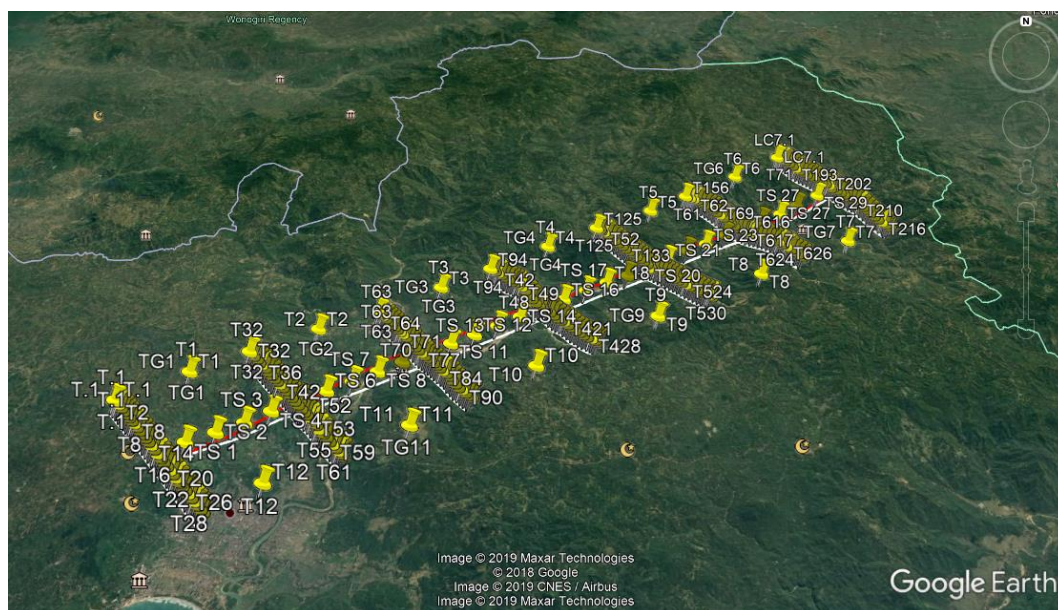 Wonogiri Regency
N
LC7.1
LC7.1
T6
TG6
T6
T71
T193
T202
T5
T5
T156
T62
T61
TS 27
TS 27
TS 29
T210
T216
T69
T616
T617
TG7
T7
T7
T626
T624
T4
TG4
T4
TG4
T125
T125
T52
TS 23
TS 21
T133
T8
T8
T3
TG3
T3
TG3
T94
T94
T42
TS 17
TS 16
T 18
TS 20
T524
T530
T9
TG9
T9
T63
T63
T63
T64
T48
T49
TS 14
TS 13
TS 12
TS 11
T421
T428
T2
T2
TG2
T71
T70
T77
T84
T90
T10
T10
T32
T32
T32
T36
T42
TS 7
TS 6
TS 8
T52
T53
T55
T59
T61
T11
T11
TG11
T1
TG1
T1
TG1
T.1
T.1
T.1
T2
T8
T8
TS 3
TS 4
TS 2
TS 1
T14
T16
T20
T22
T26
T28
T12
T12
Image © 2019 Maxar Technologies
© 2018 Google
Image © 2019 CNES / Airbus
Image © 2019 Maxar Technologies
Google Earth